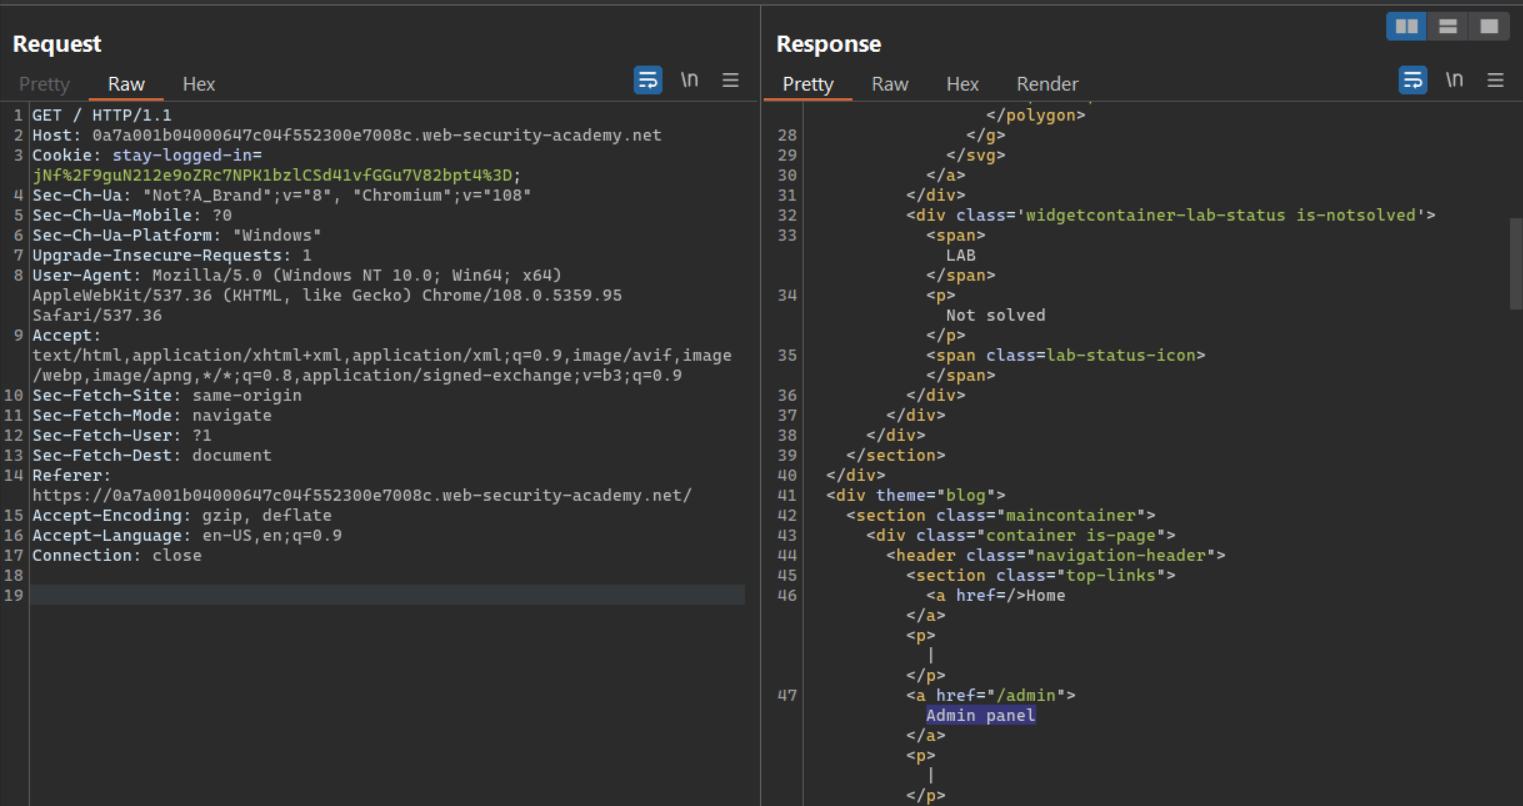 Request
Pretty Raw Hex \n
1 GET / HTTP/1.1
2 Host: 0a7a001b04000647c04f552300e7008c.web-security-academy.net
3 Cookie: stay-logged-in=
jNf%2F9guN212e9oZRc7NPK1bzlCSd41vfGGu7V82bpt4%3D;
4 Sec-Ch-Ua: "Not?A_Brand";v="8", "Chromium";v="108"
5 Sec-Ch-Ua-Mobile: ?0
6 Sec-Ch-Ua-Platform: "Windows"
7 Upgrade-Insecure-Requests: 1
8 User-Agent: Mozilla/5.0 (Windows NT 10.0; Win64; x64)
AppleWebKit/537.36 (KHTML, like Gecko) Chrome/108.0.5359.95
Safari/537.36
9 Accept:
text/html,application/xhtml+xml,application/xml;q=0.9,image/avif,image
/webp,image/apng,*/*;q=0.8,application/signed-exchange;v=b3;q=0.9
10 Sec-Fetch-Site: same-origin
11 Sec-Fetch-Mode: navigate
12 Sec-Fetch-User: ?1
13 Sec-Fetch-Dest: document
14 Referer:
https://0a7a001b04000647c04f552300e7008c.web-security-academy.net/
15 Accept-Encoding: gzip, deflate
16 Accept-Language: en-US,en;q=0.9
17 Connection: close
18
19
Response
Pretty Raw Hex Render \n
</polygon>
28 </g>
29 </svg>
30 </a>
31 </div>
32 <div class='widgetcontainer-lab-status is-notsolved'>
33 <span>
LAB
</span>
34 <p>
Not solved
</p>
35 <span class=lab-status-icon>
</span>
36 </div>
37 </div>
38 </div>
39 </section>
40 </div>
41 <div theme="blog">
42 <section class="maincontainer">
43 <div class="container is-page">
44 <header class="navigation-header">
45 <section class="top-links">
46 <a href=/>Home
</a>
<p>
|
</p>
47 <a href="/admin">
Admin panel
</a>
<p>
|
</p>